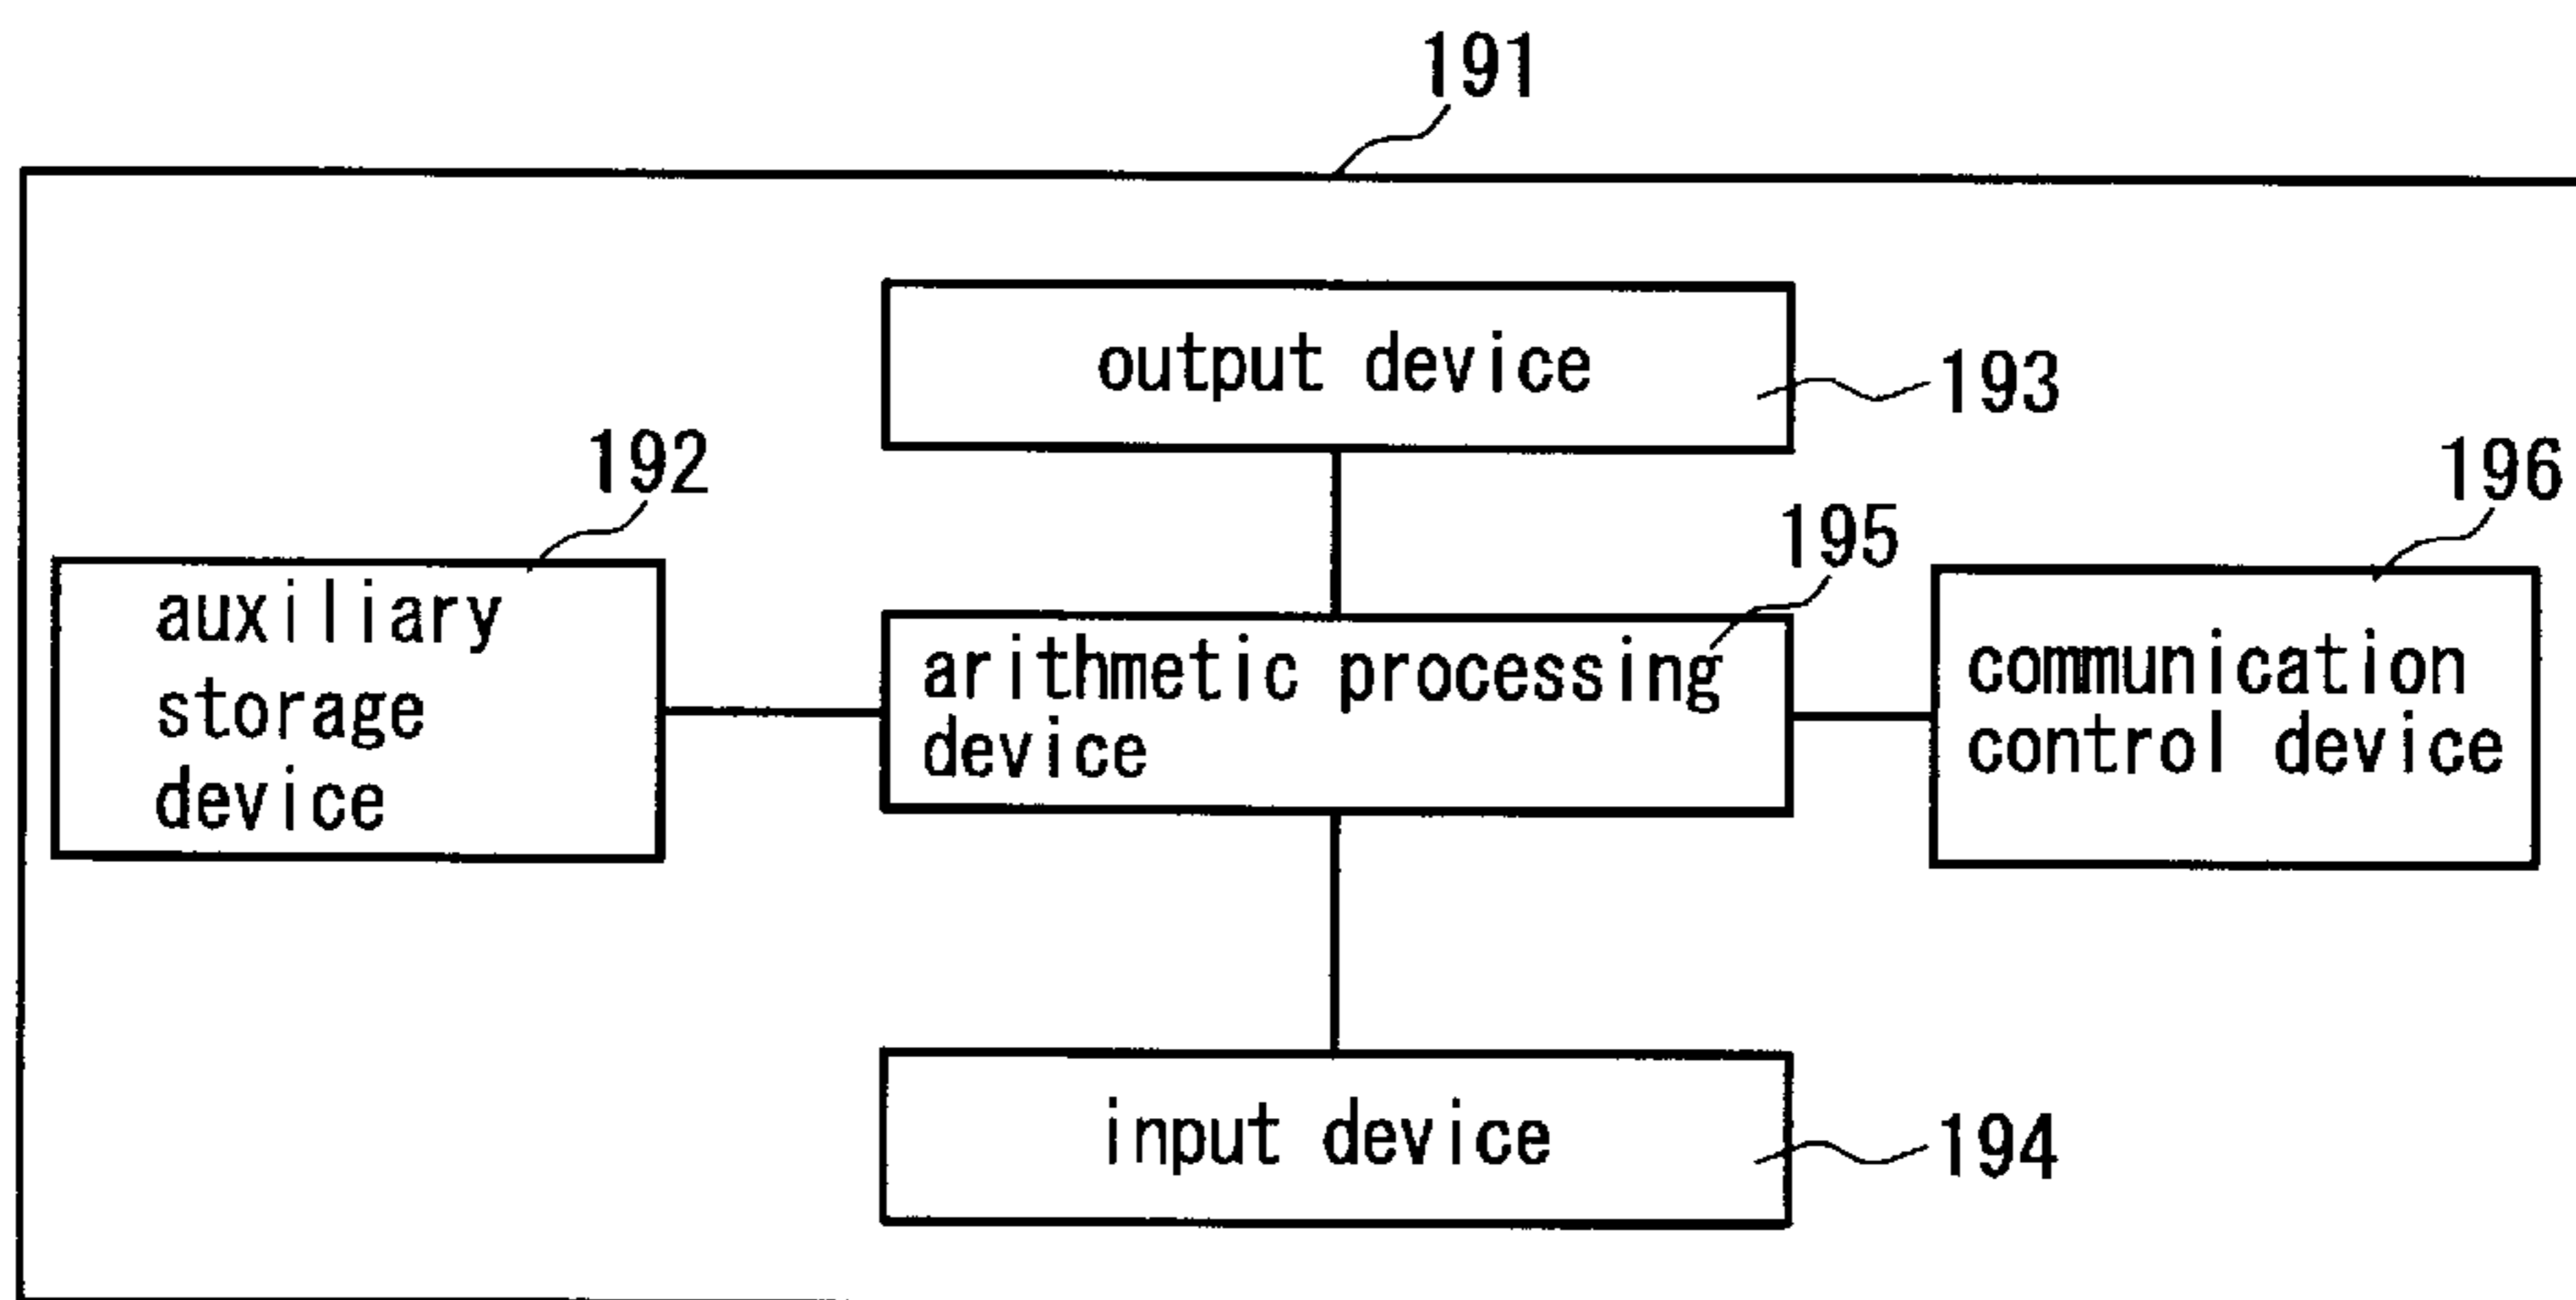 191
output device
193
192
auxiliary
storage
device
195
arithmetic processing
device
196
communication
control device
input device
194